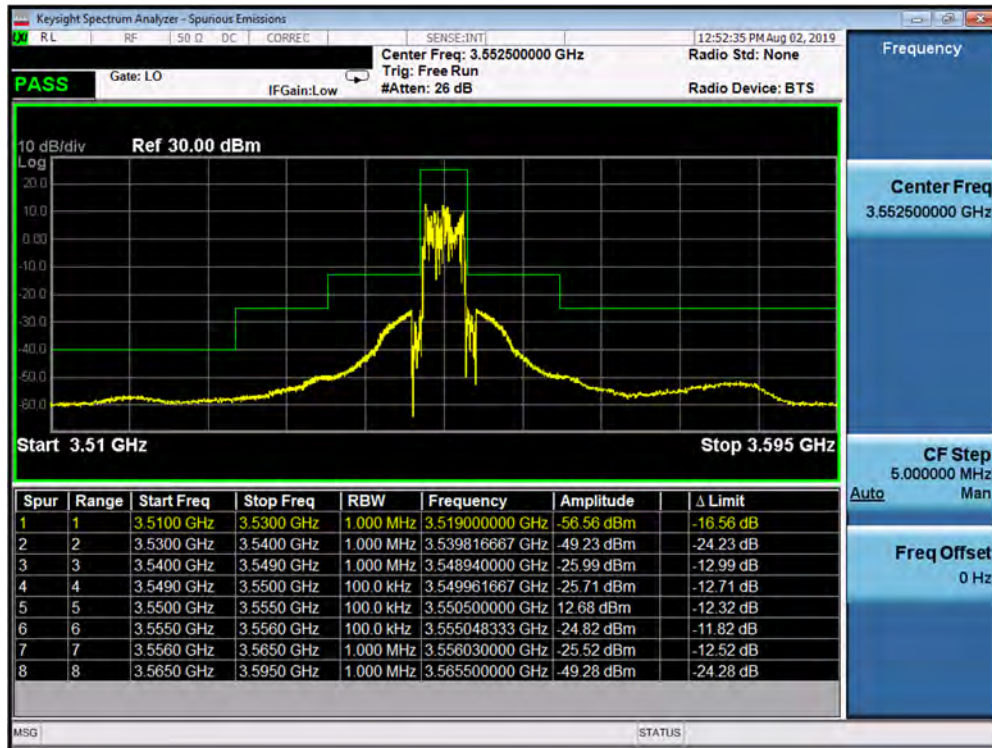 Keysight Spectrum Analyzer - Spurious Emissions
LXI RL RF 50 Ω DC CORREC SENSE:INT 12:52:35 PM Aug 02, 2019
Center Freq: 3.552500000 GHz Radio Std: None Frequency
PASS Gate: LO Trig: Free Run
IFGain:Low #Atten: 26 dB Radio Device: BTS
10 dB/div Ref 30.00 dBm
Log
20.0
10.0
0.00
-10.0
-20.0
-30.0
-40.0
-50.0
-60.0
Start 3.51 GHz Stop 3.595 GHz
Spur Range Start Freq Stop Freq RBW Frequency Amplitude Δ Limit
1 1 3.5100 GHz 3.5300 GHz 1.000 MHz 3.519000000 GHz -56.56 dBm -16.56 dB
2 2 3.5300 GHz 3.5400 GHz 1.000 MHz 3.539816667 GHz -49.23 dBm -24.23 dB
3 3 3.5400 GHz 3.5490 GHz 1.000 MHz 3.548940000 GHz -25.99 dBm -12.99 dB
4 4 3.5490 GHz 3.5500 GHz 100.0 kHz 3.549961667 GHz -25.71 dBm -12.71 dB
5 5 3.5500 GHz 3.5550 GHz 100.0 kHz 3.550500000 GHz 12.68 dBm -12.32 dB
6 6 3.5550 GHz 3.5560 GHz 100.0 kHz 3.555048333 GHz -24.82 dBm -11.82 dB
7 7 3.5560 GHz 3.5650 GHz 1.000 MHz 3.556030000 GHz -25.52 dBm -12.52 dB
8 8 3.5650 GHz 3.5950 GHz 1.000 MHz 3.565500000 GHz -49.28 dBm -24.28 dB
Center Freq
3.552500000 GHz
CF Step
5.000000 MHz
Auto Man
Freq Offset
0 Hz
MSG STATUS